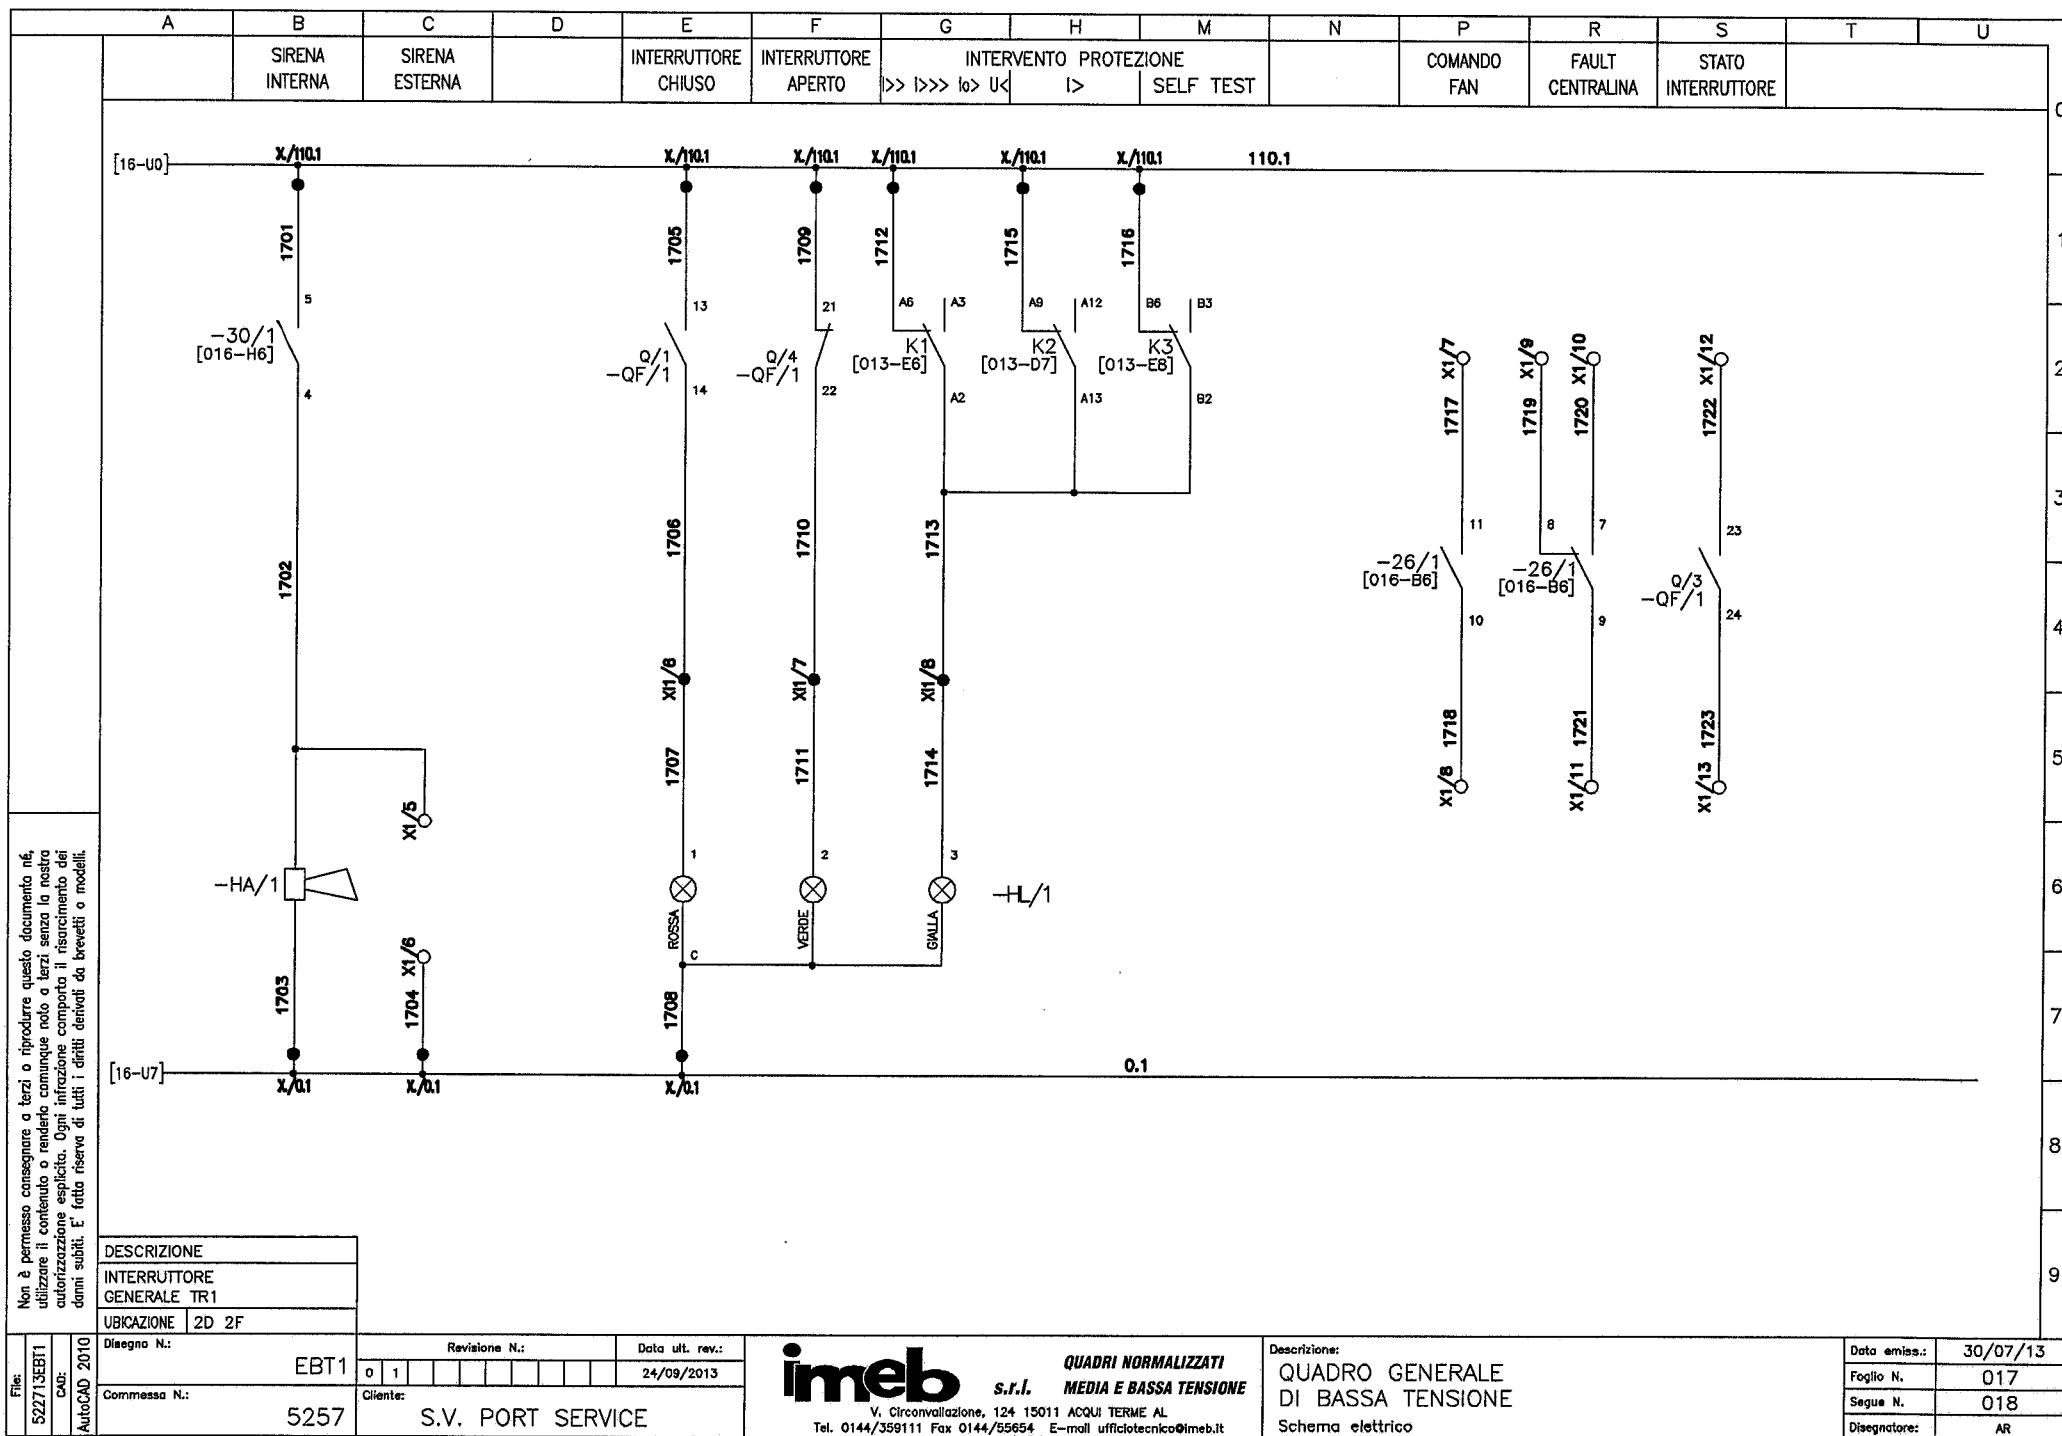 A B C D E F G H M N P R S T U
SIRENA INTERNA
SIRENA ESTERNA
INTERRUTTORE CHIUSO
INTERRUTTORE APERTO
INTERVENTO PROTEZIONE
I>> I>>> Io> U<
I>
SELF TEST
COMANDO FAN
FAULT CENTRALINA
STATO INTERRUTTORE
0
1
2
3
4
5
6
7
8
9
[16-U0]
X./110.1 X./110.1 X./110.1 X./110.1 X./110.1 X./110.1 110.1
1701 1705 1709 1712 1715 1716
5 13 21 A6 A3 A9 A12 B6 B3
-30/1
[016-H6]
4
Q/1
-QF/1
14
Q/4
-QF/1
22
K1
[013-E6]
A2
K2
[013-D7]
A13
K3
[013-E8]
B2
X1/7 X1/9 X1/10 X1/12
1717 1719 1720 1722
1702 1706 1710 1713
11 8 7 23
-26/1
[016-B6]
10
-26/1
[016-B6]
9
Q/3
-QF/1
24
XI1/6 XI1/7 XI1/8
1707 1711 1714
1718 1721 1723
X1/8 X1/11 X1/13
X1/5
1 2 3
-HA/1
-HL/1
ROSSA VERDE GIALLA
C
X1/6
1703 1704 1708
[16-U7]
X./0.1 X./0.1 X./0.1 0.1
Non è permesso consegnare a terzi o riprodurre questo documento né,
utilizzare il contenuto o renderlo comunque noto a terzi senza la nostra
autorizzazzione esplicita. Ogni infrazione comporta il risarcimento dei
danni subiti. E' fatta riserva di tutti i diritti derivati da brevetti o modelli.
DESCRIZIONE
INTERRUTTORE
GENERALE TR1
UBICAZIONE 2D 2F
File:
522713EBT1
CAD:
AutoCAD 2010
Disegno N.:
EBT1
Commessa N.:
5257
Revisione N.:
0 1
Data ult. rev.:
24/09/2013
Cliente:
S.V. PORT SERVICE
imeb s.r.l.
QUADRI NORMALIZZATI
MEDIA E BASSA TENSIONE
V. Circonvallazione, 124 15011 ACQUI TERME AL
Tel. 0144/359111 Fax 0144/55654 E-mail ufficiotecnico@imeb.it
Descrizione:
QUADRO GENERALE
DI BASSA TENSIONE
Schema elettrico
Data emiss.: 30/07/13
Foglio N. 017
Segue N. 018
Disegnatore: AR